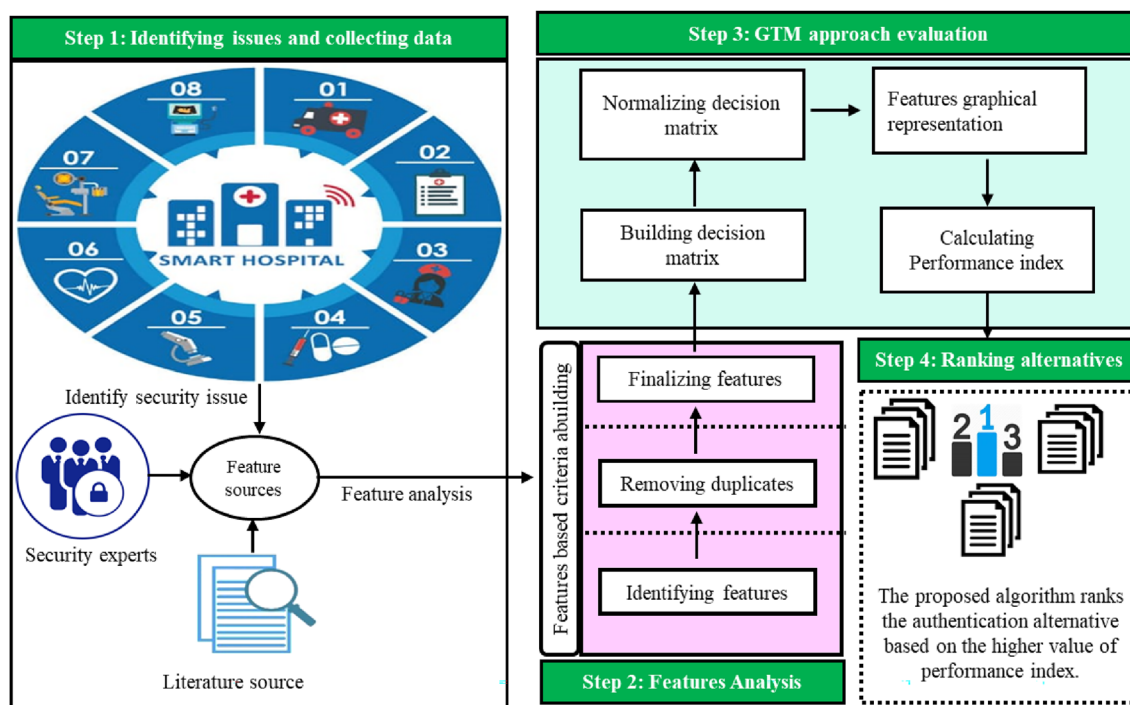 Step 1: Identifying issues and collecting data
08
01
07
02
06
03
05
04
SMART HOSPITAL
Identify security issue
Feature
sources
Feature analysis
Security experts
Literature source
Features based criteria abuilding
Finalizing features
Removing duplicates
Identifying features
Step 2: Features Analysis
Step 3: GTM approach evaluation
Normalizing decision
matrix
Features graphical
representation
Building decision
matrix
Calculating
Performance index
Step 4: Ranking alternatives
2
1
3
The proposed algorithm ranks
the authentication alternative
based on the higher value of
performance index.